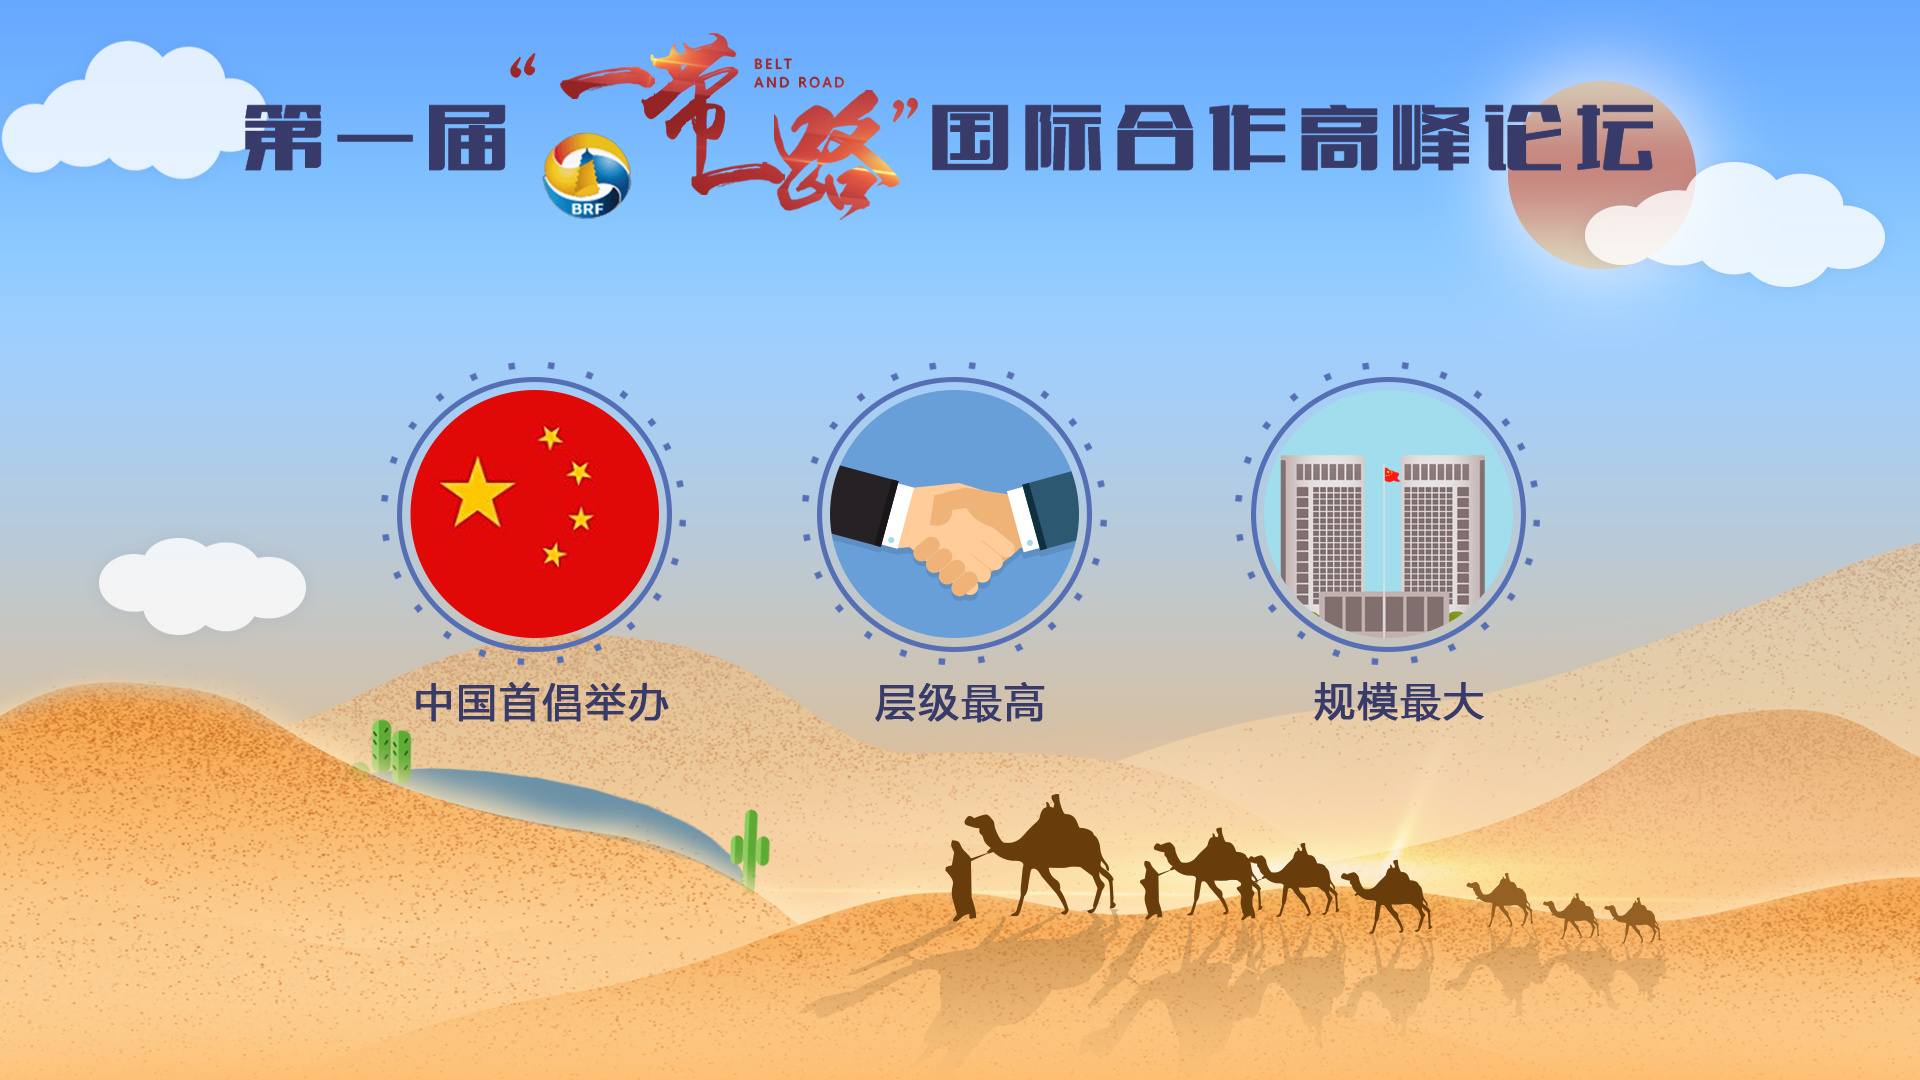 第一届“一带一路”国际合作高峰论坛
BELT
AND ROAD
BRF
中国首倡举办
层级最高
规模最大